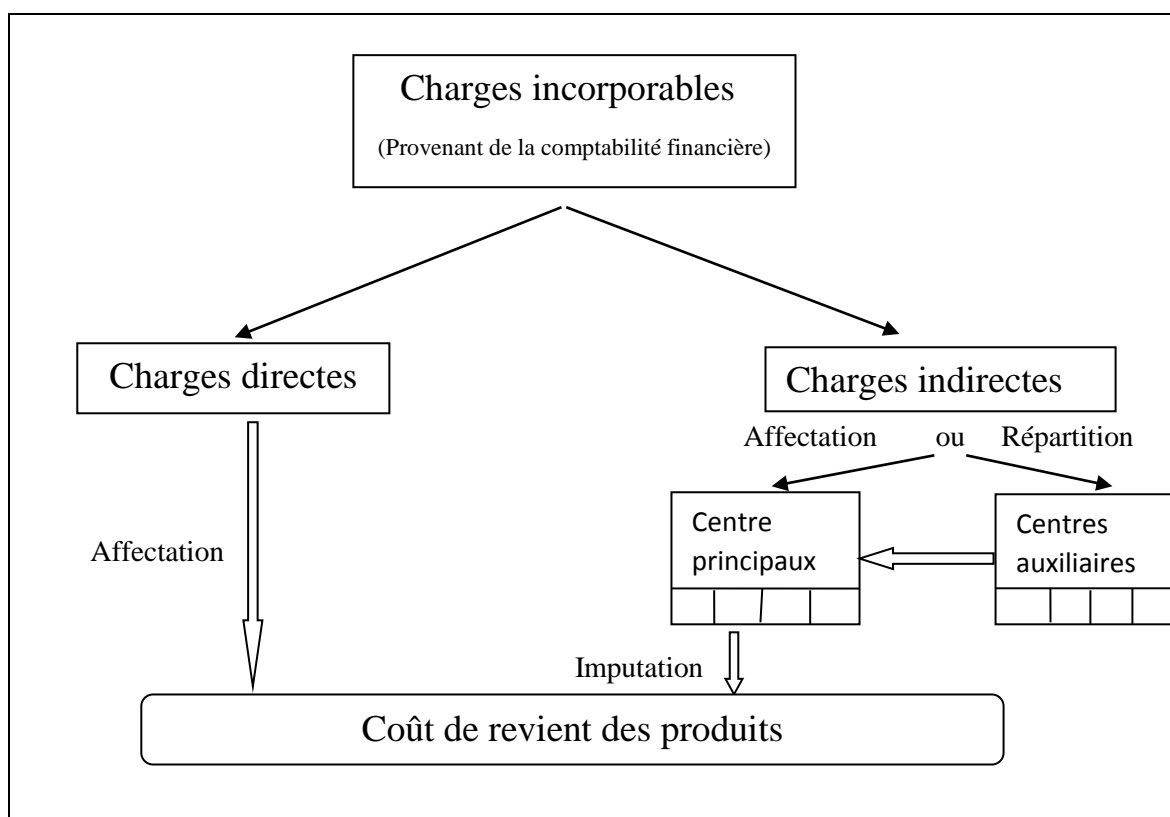 Charges incorporables
(Provenant de la comptabilité financière)
Charges directes
Charges indirectes
Affectation ou Répartition
Centre
principaux
Centres
auxiliaires
Affectation
Imputation
Coût de revient des produits